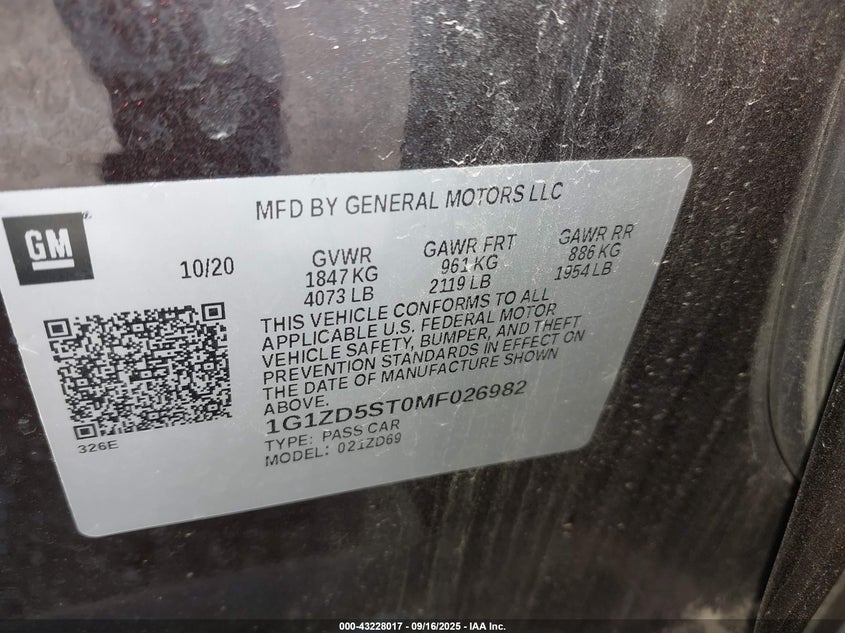 MFD BY GENERAL MOTORS LLC
GM
10/20
GVWR
1847 KG
4073 LB
GAWR FRT
961 KG
2119 LB
GAWR RR
886 KG
1954 LB
THIS VEHICLE CONFORMS TO ALL
APPLICABLE U.S. FEDERAL MOTOR
VEHICLE SAFETY, BUMPER, AND THEFT
PREVENTION STANDARDS IN EFFECT ON
THE DATE OF MANUFACTURE SHOWN
ABOVE.
1G1ZD5ST0MF026982
TYPE: PASS CAR
MODEL: 021ZD69
326E
000-43228017 - 09/16/2025 - IAA Inc.